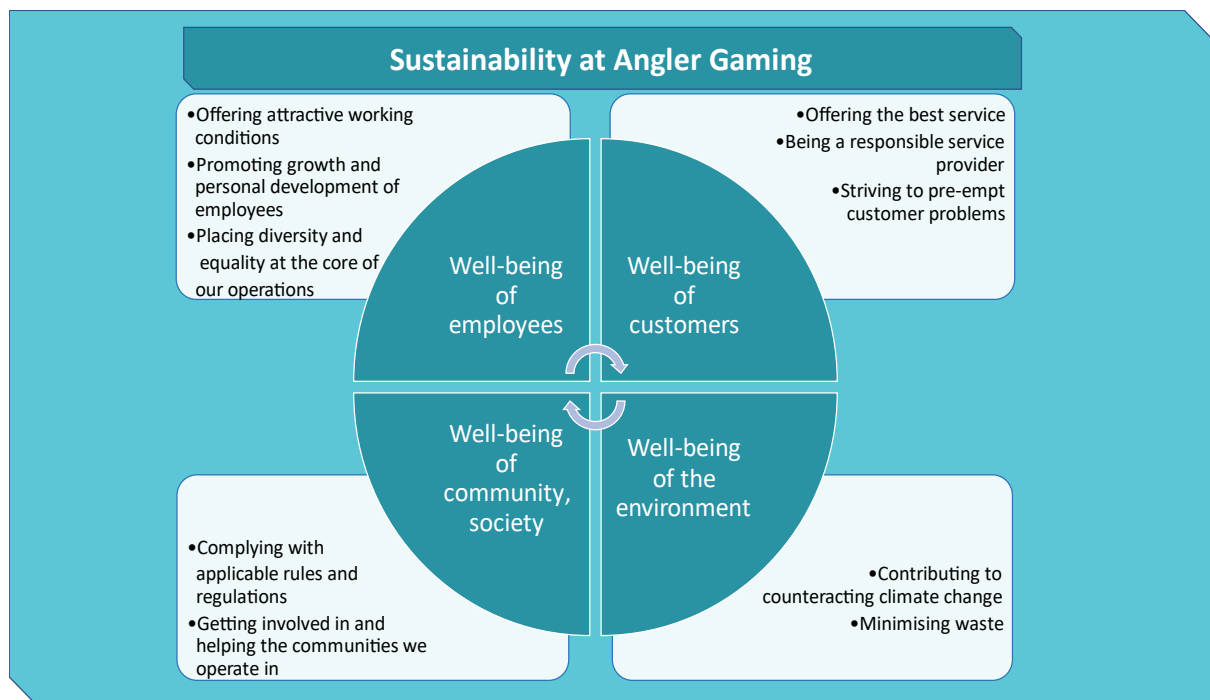 Sustainability at Angler Gaming
•Offering attractive working
conditions
•Promoting growth and
personal development of
employees
•Placing diversity and
equality at the core of
our operations
Well-being
of
employees
•Offering the best service
•Being a responsible service
provider
•Striving to pre-empt
customer problems
Well-being
of
customers
Well-being
of
community,
society
•Complying with
applicable rules and
regulations
•Getting involved in and
helping the communities we
operate in
Well-being
of the
environment
•Contributing to
counteracting climate change
•Minimising waste